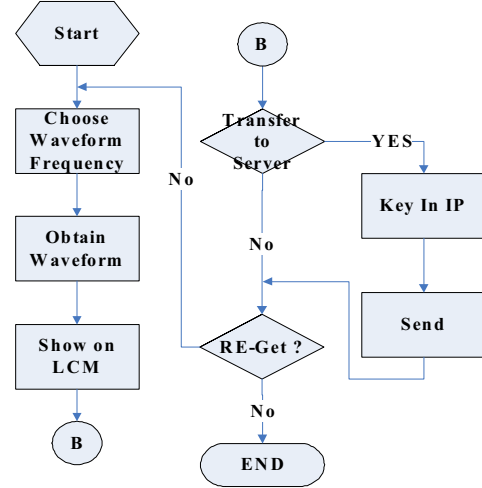 Start
Choose
Waveform
Frequency
Obtain
Waveform
Show on
LCM
B
B
Transfer
to
Server
YES
Key In IP
Send
No
No
RE-Get ?
No
END